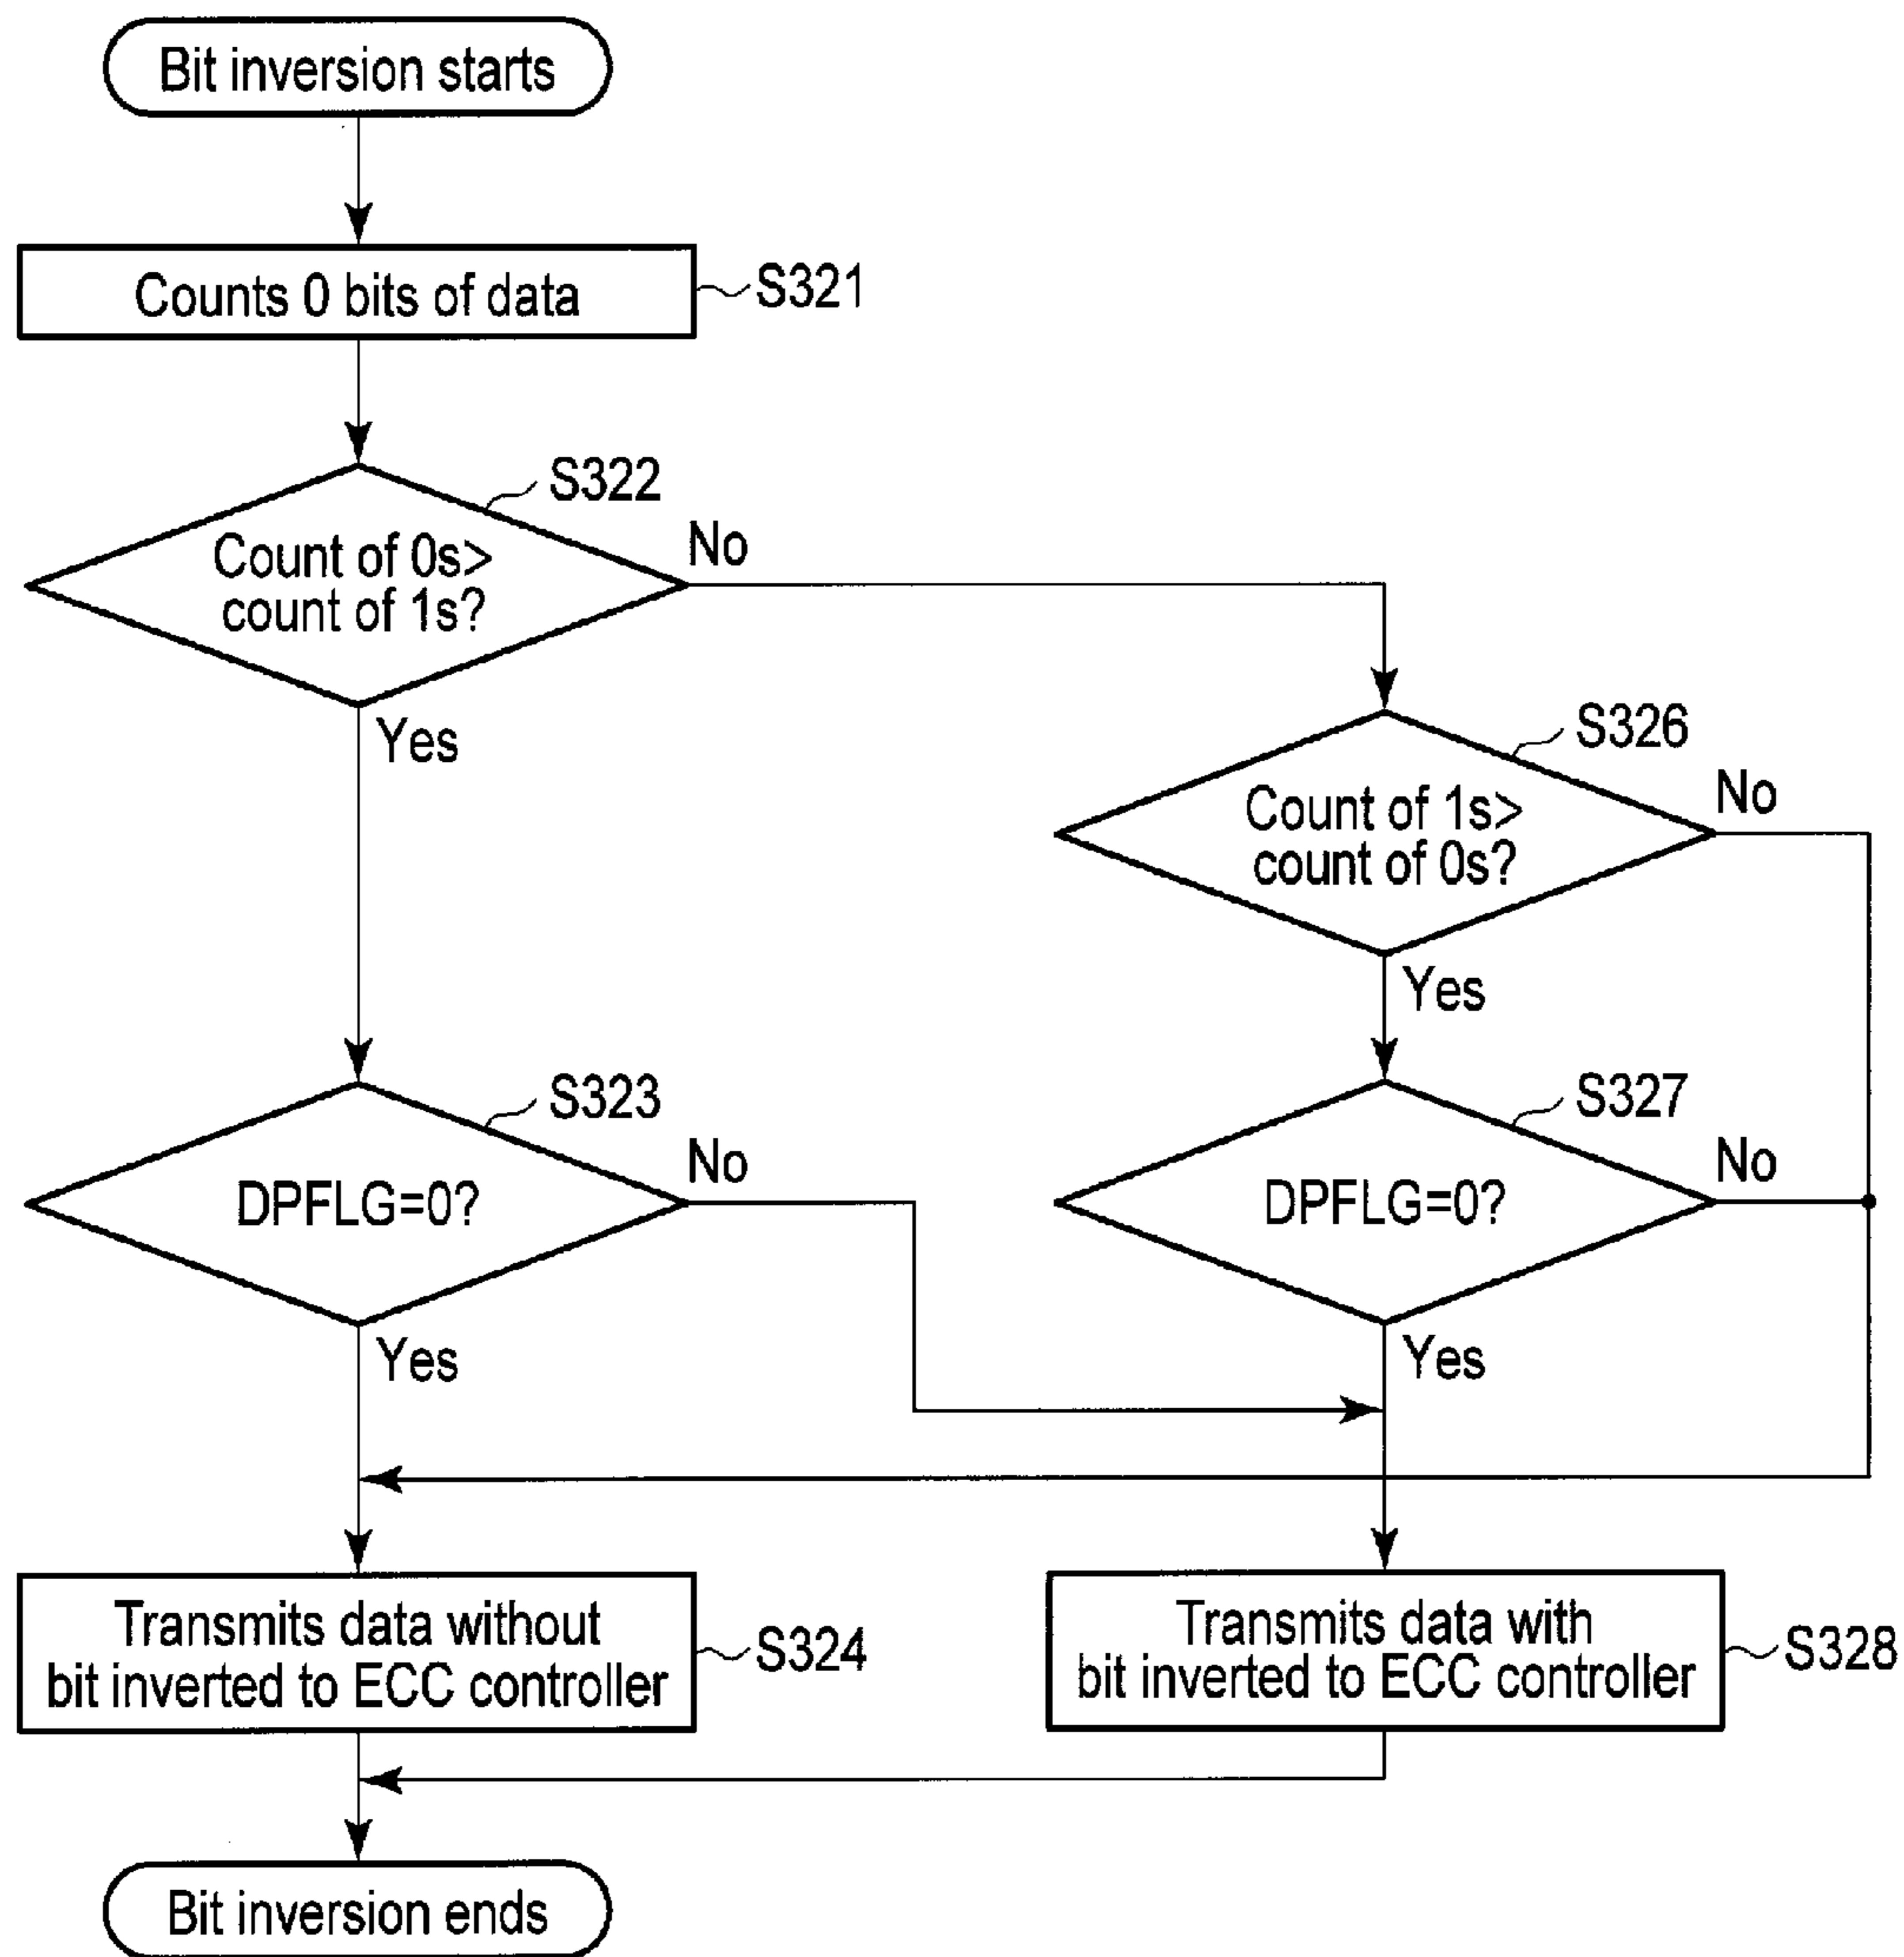 Bit inversion starts
Counts 0 bits of data
S321
S322
Count of 0s>
count of 1s?
No
Yes
S326
Count of 1s>
count of 0s?
No
Yes
S323
DPFLG=0?
No
Yes
S327
DPFLG=0?
No
Yes
Transmits data without
bit inverted to ECC controller
S324
Transmits data with
bit inverted to ECC controller
S328
Bit inversion ends